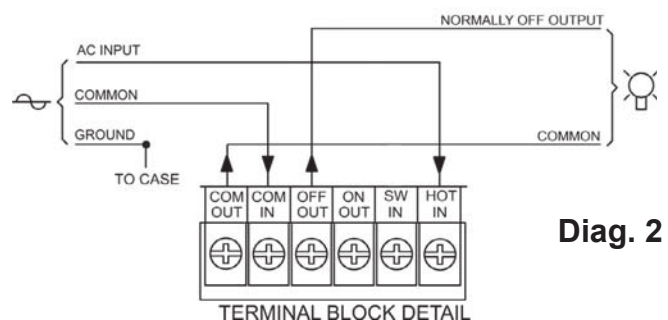 NORMALLY OFF OUTPUT
AC INPUT
COMMON
GROUND
COMMON
TO CASE
COM OUT
COM IN
OFF OUT
ON OUT
SW IN
HOT IN
Diag. 2
TERMINAL BLOCK DETAIL